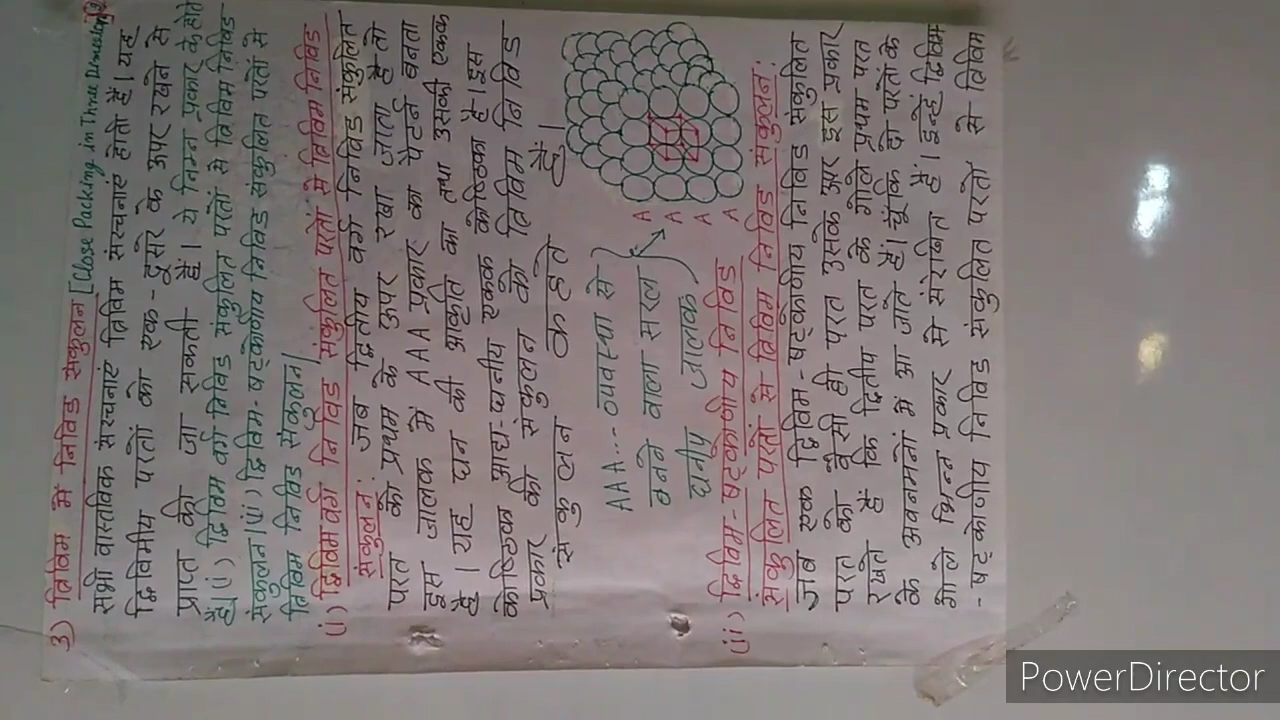 3) त्रिविम में निविड संकुलन [Close Packing in Three Dimension]
सभी वास्तविक संरचनाएं त्रिविम संरचनाएं होती हैं। यह
द्विविमीय परतों को एक-दूसरे के ऊपर रखने से
प्राप्त की जा सकती हैं। ये निम्न प्रकार के होते
हैं। (i) द्विविम वर्ग निविड संकुलित परतों से त्रिविम निविड
संकुलन। (ii) द्विविम-षट्कोणीय निविड संकुलित परतों से
त्रिविम निविड संकुलन।
(i) द्विविम वर्ग निविड संकुलित परतों से त्रिविम निविड
संकुलन: जब द्वितीय वर्ग निविड संकुलित
परत को प्रथम के ऊपर रखा जाता है तो
इस जालक में AAA प्रकार का पैटर्न बनता
है। यह घन की आकृति का तथा उसकी एकक
कोष्ठिका आद्य-घनीय एकक कोष्ठिका है। इस
प्रकार के संकुलन को त्रिविम निविड
संकुलन कहते हैं।
AAA... व्यवस्था से
बनने वाला सरल
घनीय जालक
A
A
A
A
(ii) द्विविम-षट्कोणीय निविड
संकुलित परतों से त्रिविम निविड संकुलन:
जब एक द्विविम-षट्कोणीय निविड संकुलित
परत को वैसी ही परत उसके ऊपर इस प्रकार
रखते हैं कि द्वितीय परत के गोले प्रथम परत
के अवनमनों में आ जाते हैं। चूंकि दो परतों के
गोले भिन्न प्रकार से संरेखित हैं। इन्हें द्विविम
-षट्कोणीय निविड संकुलित परतों से त्रिविम
PowerDirector